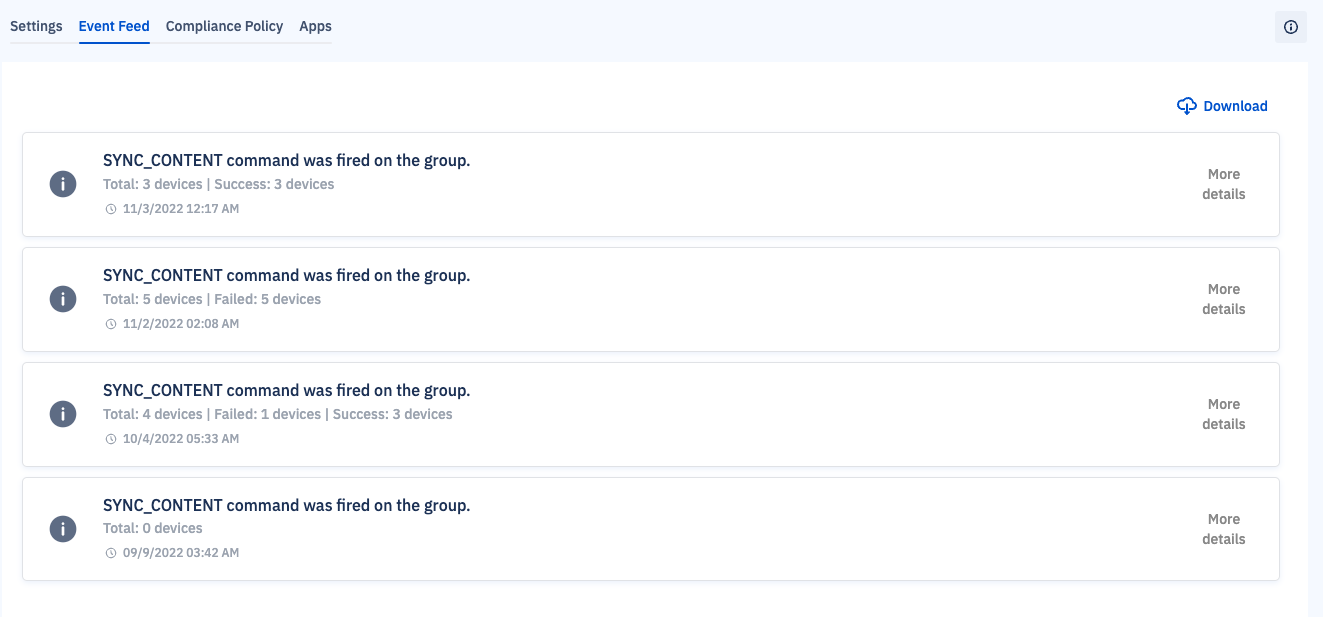 Settings Event Feed Compliance Policy Apps
Download
SYNC_CONTENT command was fired on the group.
Total: 3 devices | Success: 3 devices
11/3/2022 12:17 AM
More
details
SYNC_CONTENT command was fired on the group.
Total: 5 devices | Failed: 5 devices
11/2/2022 02:08 AM
More
details
SYNC_CONTENT command was fired on the group.
Total: 4 devices | Failed: 1 devices | Success: 3 devices
10/4/2022 05:33 AM
More
details
SYNC_CONTENT command was fired on the group.
Total: 0 devices
09/9/2022 03:42 AM
More
details